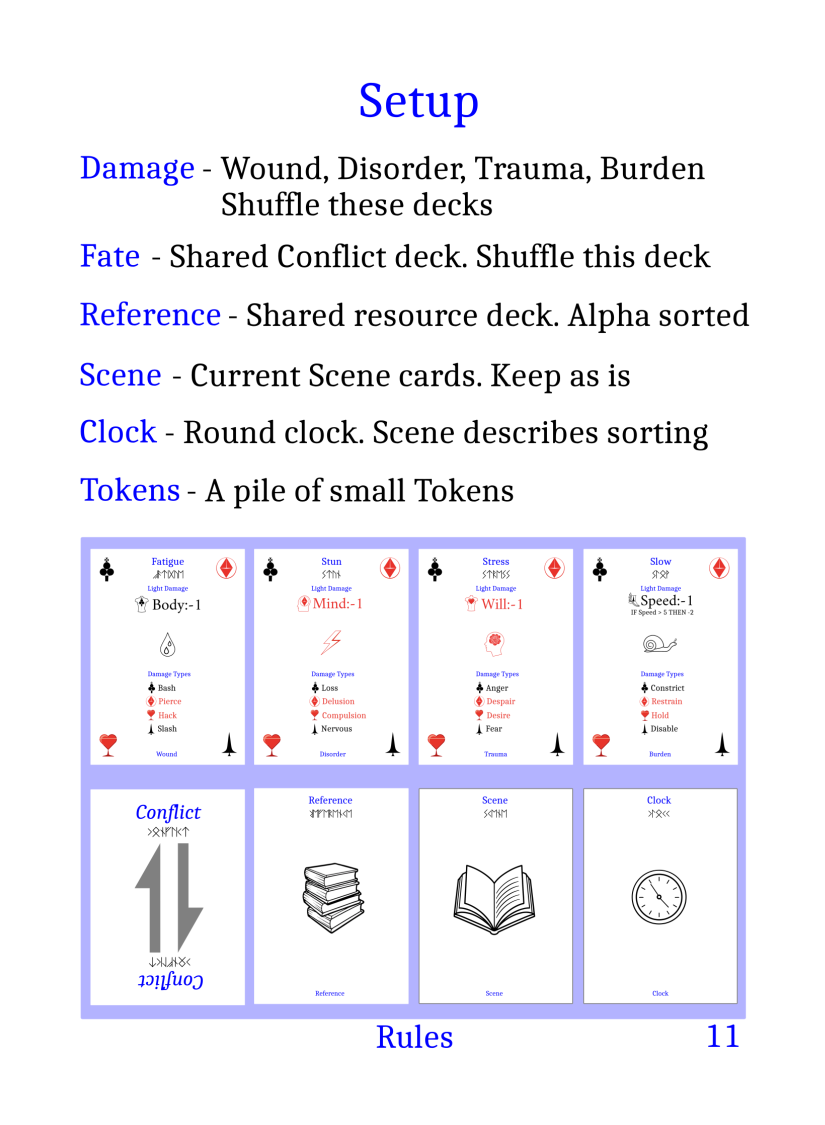 Setup
Damage - Wound, Disorder, Trauma, Burden
Shuffle these decks
Fate - Shared Conflict deck. Shuffle this deck
Reference - Shared resource deck. Alpha sorted
Scene - Current Scene cards. Keep as is
Clock - Round clock. Scene describes sorting
Tokens - A pile of small Tokens
Fatigue
Light Damage
Body:-1
Damage Types
Bash
Pierce
Hack
Slash
Wound
Stun
ᛊᛏᚢᚾ
Light Damage
Mind:-1
Damage Types
Loss
Delusion
Compulsion
Nervous
Disorder
Stress
Light Damage
Will:-1
Damage Types
Anger
Despair
Desire
Fear
Trauma
Slow
Light Damage
Speed:-1
IF Speed > 5 THEN -2
Damage Types
Constrict
Restrain
Hold
Disable
Burden
Conflict
Conflict
Reference
Reference
Scene
Scene
Clock
Clock
Rules
11